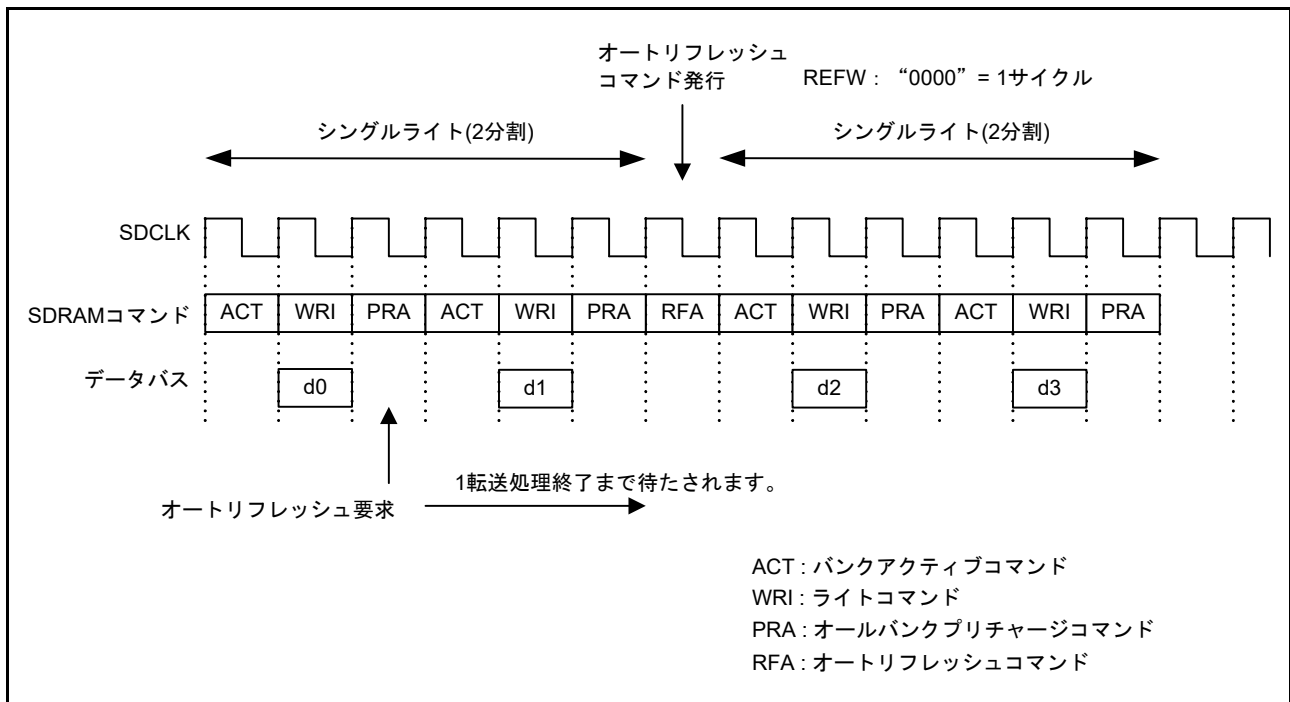 オートリフレッシュ
コマンド発行
REFW : “0000” = 1サイクル
シングルライト(2分割)
シングルライト(2分割)
SDCLK
SDRAMコマンド ACT WRI PRA ACT WRI PRA RFA ACT WRI PRA ACT WRI PRA
データバス d0 d1 d2 d3
1転送処理終了まで待たされます。
オートリフレッシュ要求
ACT : バンクアクティブコマンド
WRI : ライトコマンド
PRA : オールバンクプリチャージコマンド
RFA : オートリフレッシュコマンド